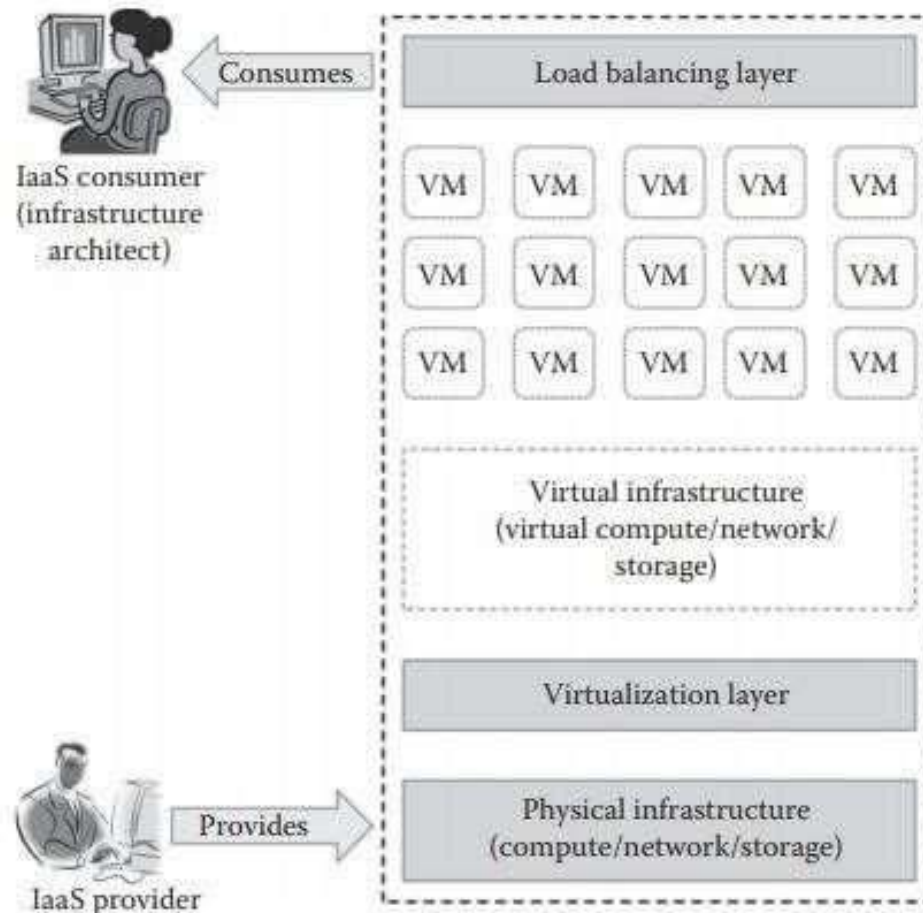 Consumes
Load balancing layer
IaaS consumer
(infrastructure
architect)
VM VM VM VM VM
VM VM VM VM VM
VM VM VM VM VM
Virtual infrastructure
(virtual compute/network/
storage)
Virtualization layer
Provides
Physical infrastructure
(compute/network/storage)
IaaS provider